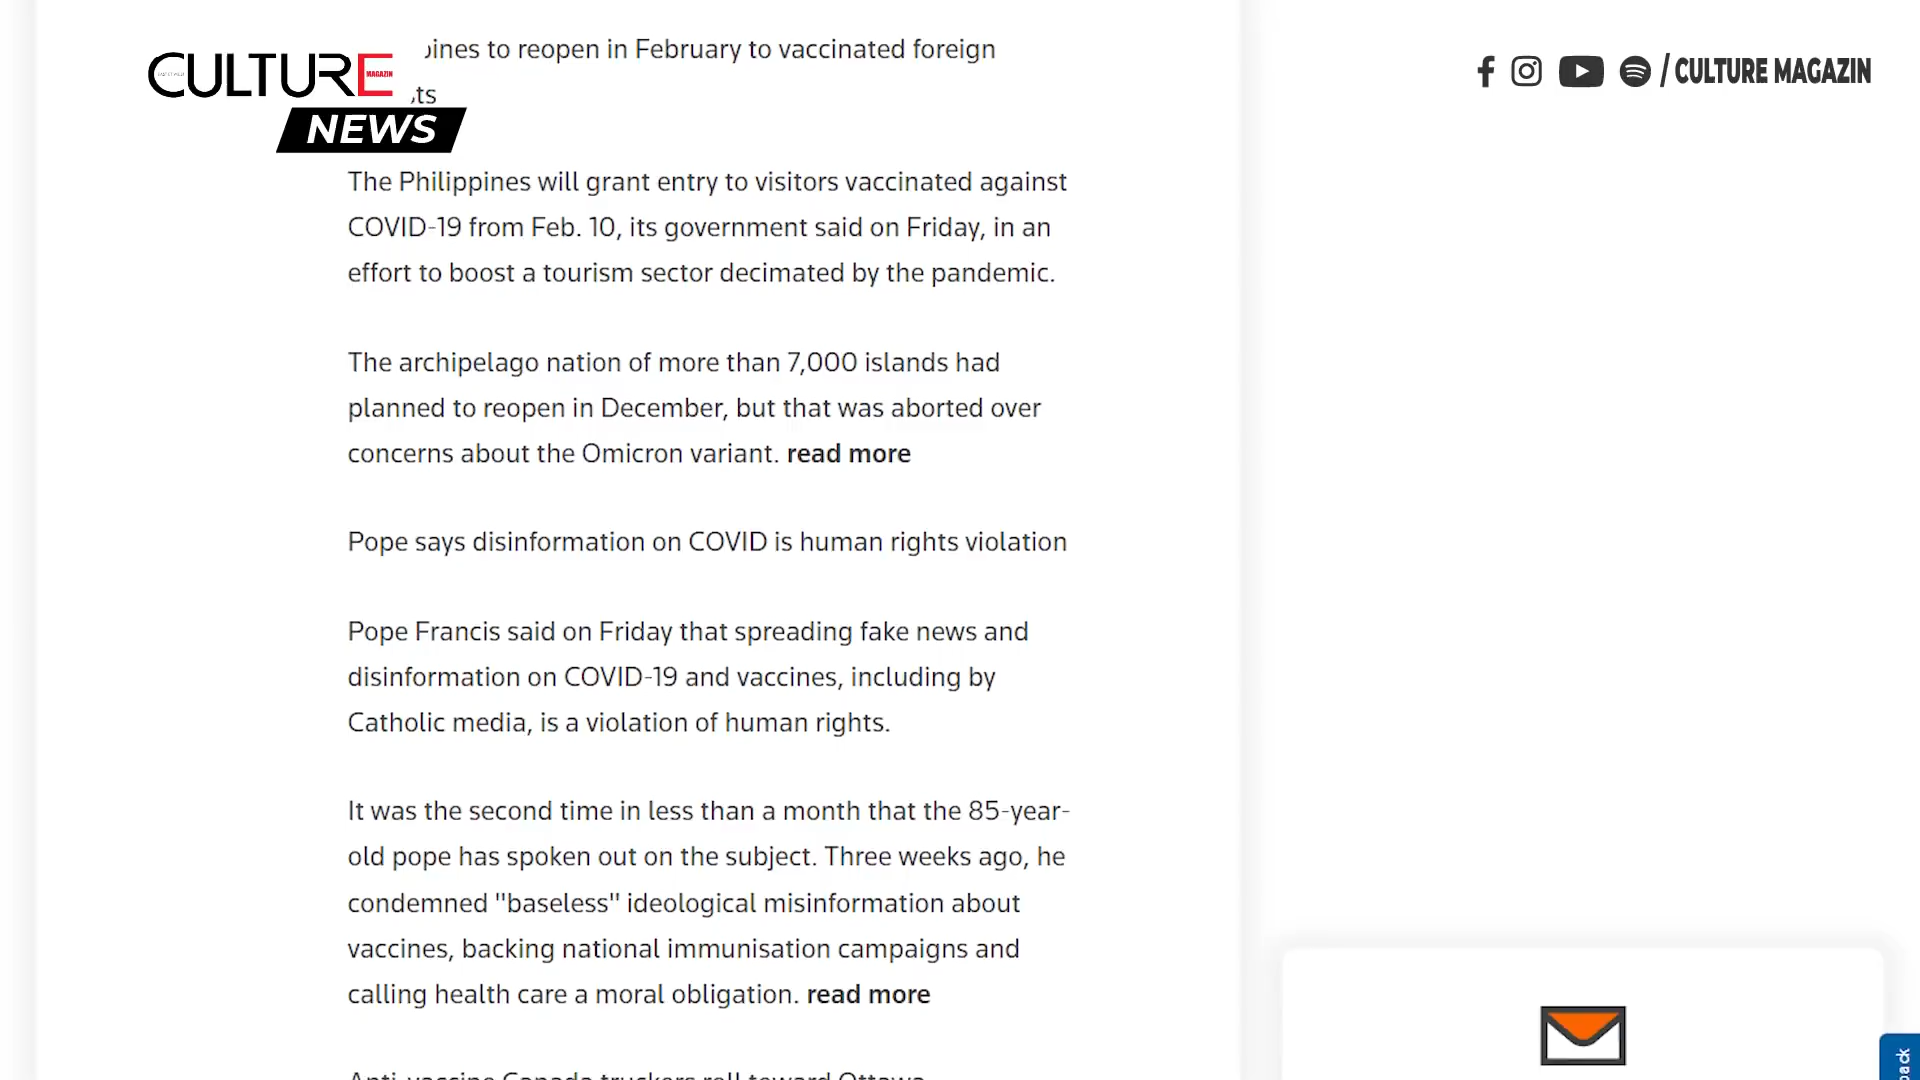 to reopen in February to vaccinated foreign
CULTURE
MAGAZIN
NEWS
/ CULTURE MAGAZIN
The Philippines will grant entry to visitors vaccinated against
COVID-19 from Feb. 10, its government said on Friday, in an
effort to boost a tourism sector decimated by the pandemic.
The archipelago nation of more than 7,000 islands had
planned to reopen in December, but that was aborted over
concerns about the Omicron variant. read more
Pope says disinformation on COVID is human rights violation
Pope Francis said on Friday that spreading fake news and
disinformation on COVID-19 and vaccines, including by
Catholic media, is a violation of human rights.
It was the second time in less than a month that the 85-year-
old pope has spoken out on the subject. Three weeks ago, he
condemned "baseless" ideological misinformation about
vaccines, backing national immunisation campaigns and
calling health care a moral obligation. read more
Anti-vaccine Canada truckers roll toward Ottawa